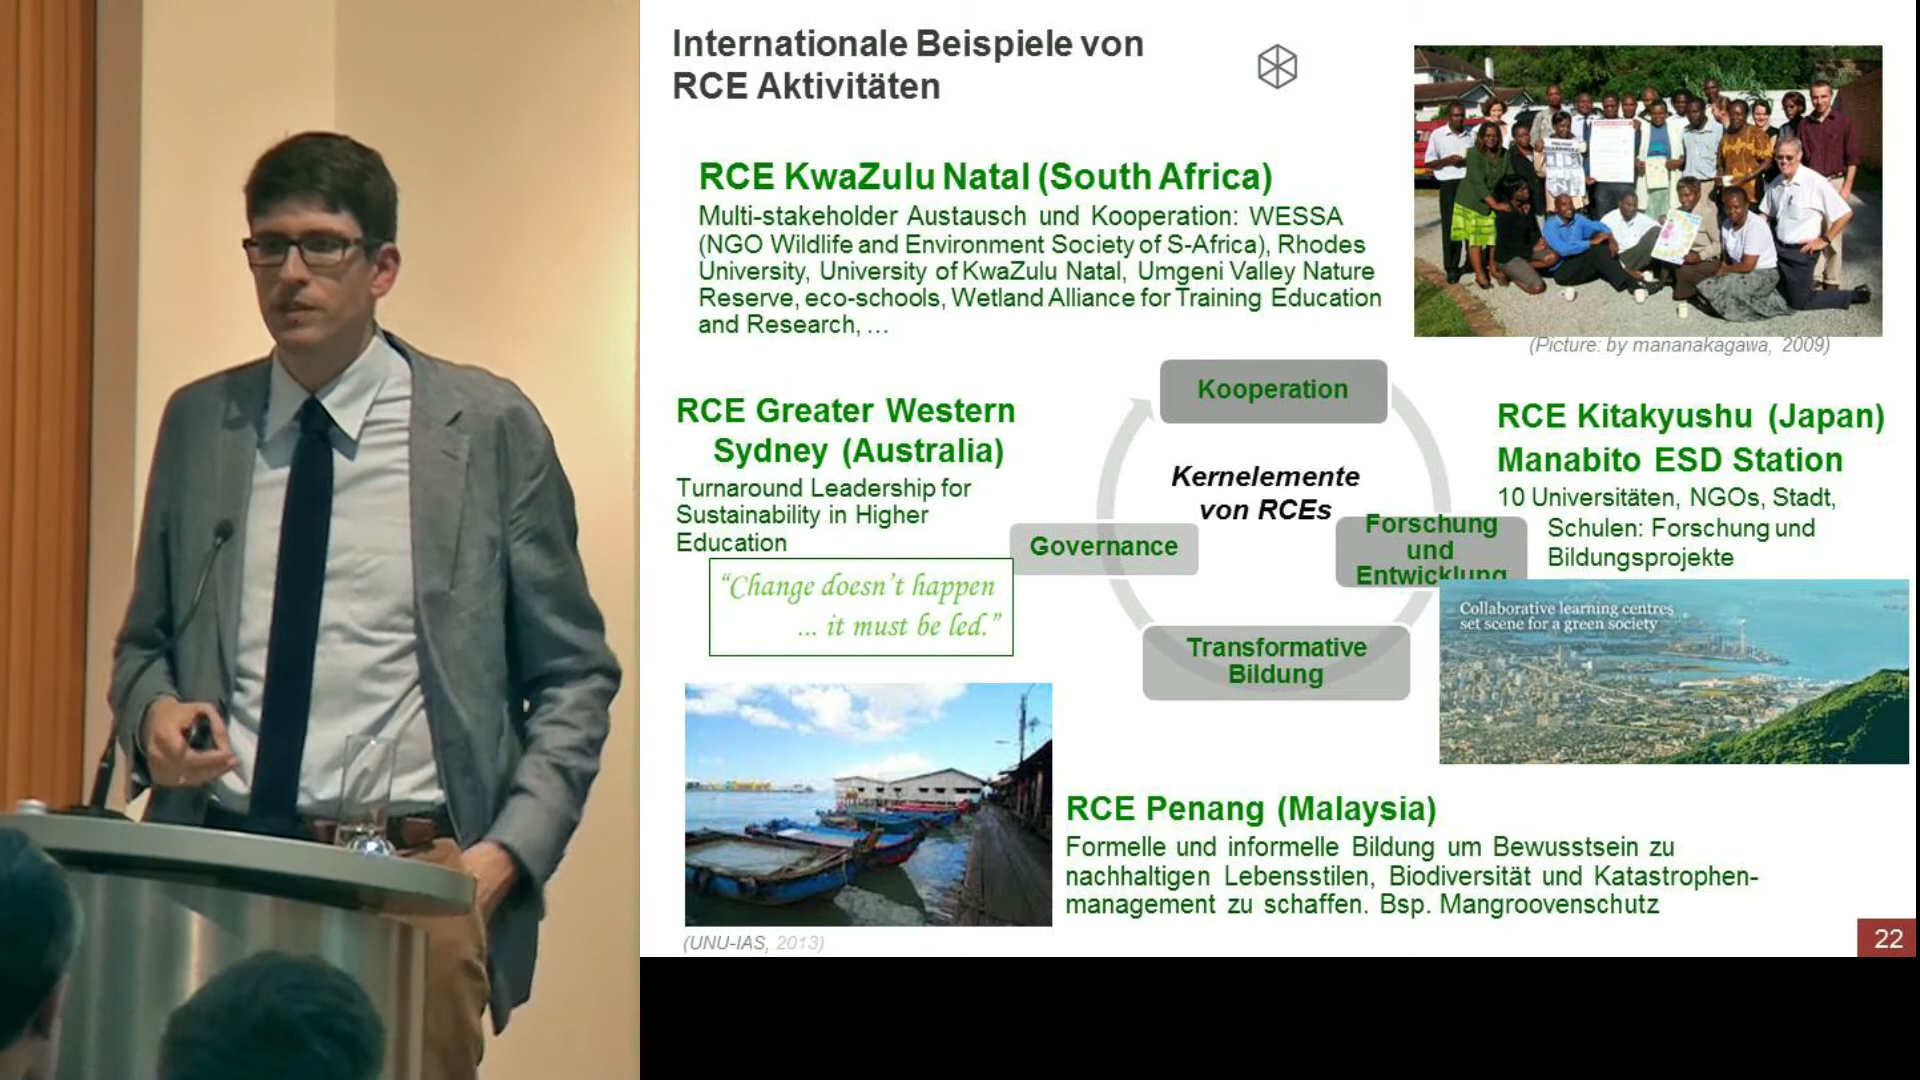 Internationale Beispiele von
RCE Aktivitäten
RCE KwaZulu Natal (South Africa)
Multi-stakeholder Austausch und Kooperation: WESSA
(NGO Wildlife and Environment Society of S-Africa), Rhodes
University, University of KwaZulu Natal, Umgeni Valley Nature
Reserve, eco-schools, Wetland Alliance for Training Education
and Research, …
(Picture: by mananakagawa, 2009)
RCE Greater Western
Sydney (Australia)
Turnaround Leadership for
Sustainability in Higher
Education
“Change doesn’t happen
... it must be led.”
Kooperation
Kernelemente
von RCEs
Governance
Forschung
und
Entwicklung
Transformative
Bildung
RCE Kitakyushu (Japan)
Manabito ESD Station
10 Universitäten, NGOs, Stadt,
Schulen: Forschung und
Bildungsprojekte
Collaborative learning centres
set scene for a green society
RCE Penang (Malaysia)
Formelle und informelle Bildung um Bewusstsein zu
nachhaltigen Lebensstilen, Biodiversität und Katastrophen-
management zu schaffen. Bsp. Mangroovenschutz
(UNU-IAS, 2013)
22